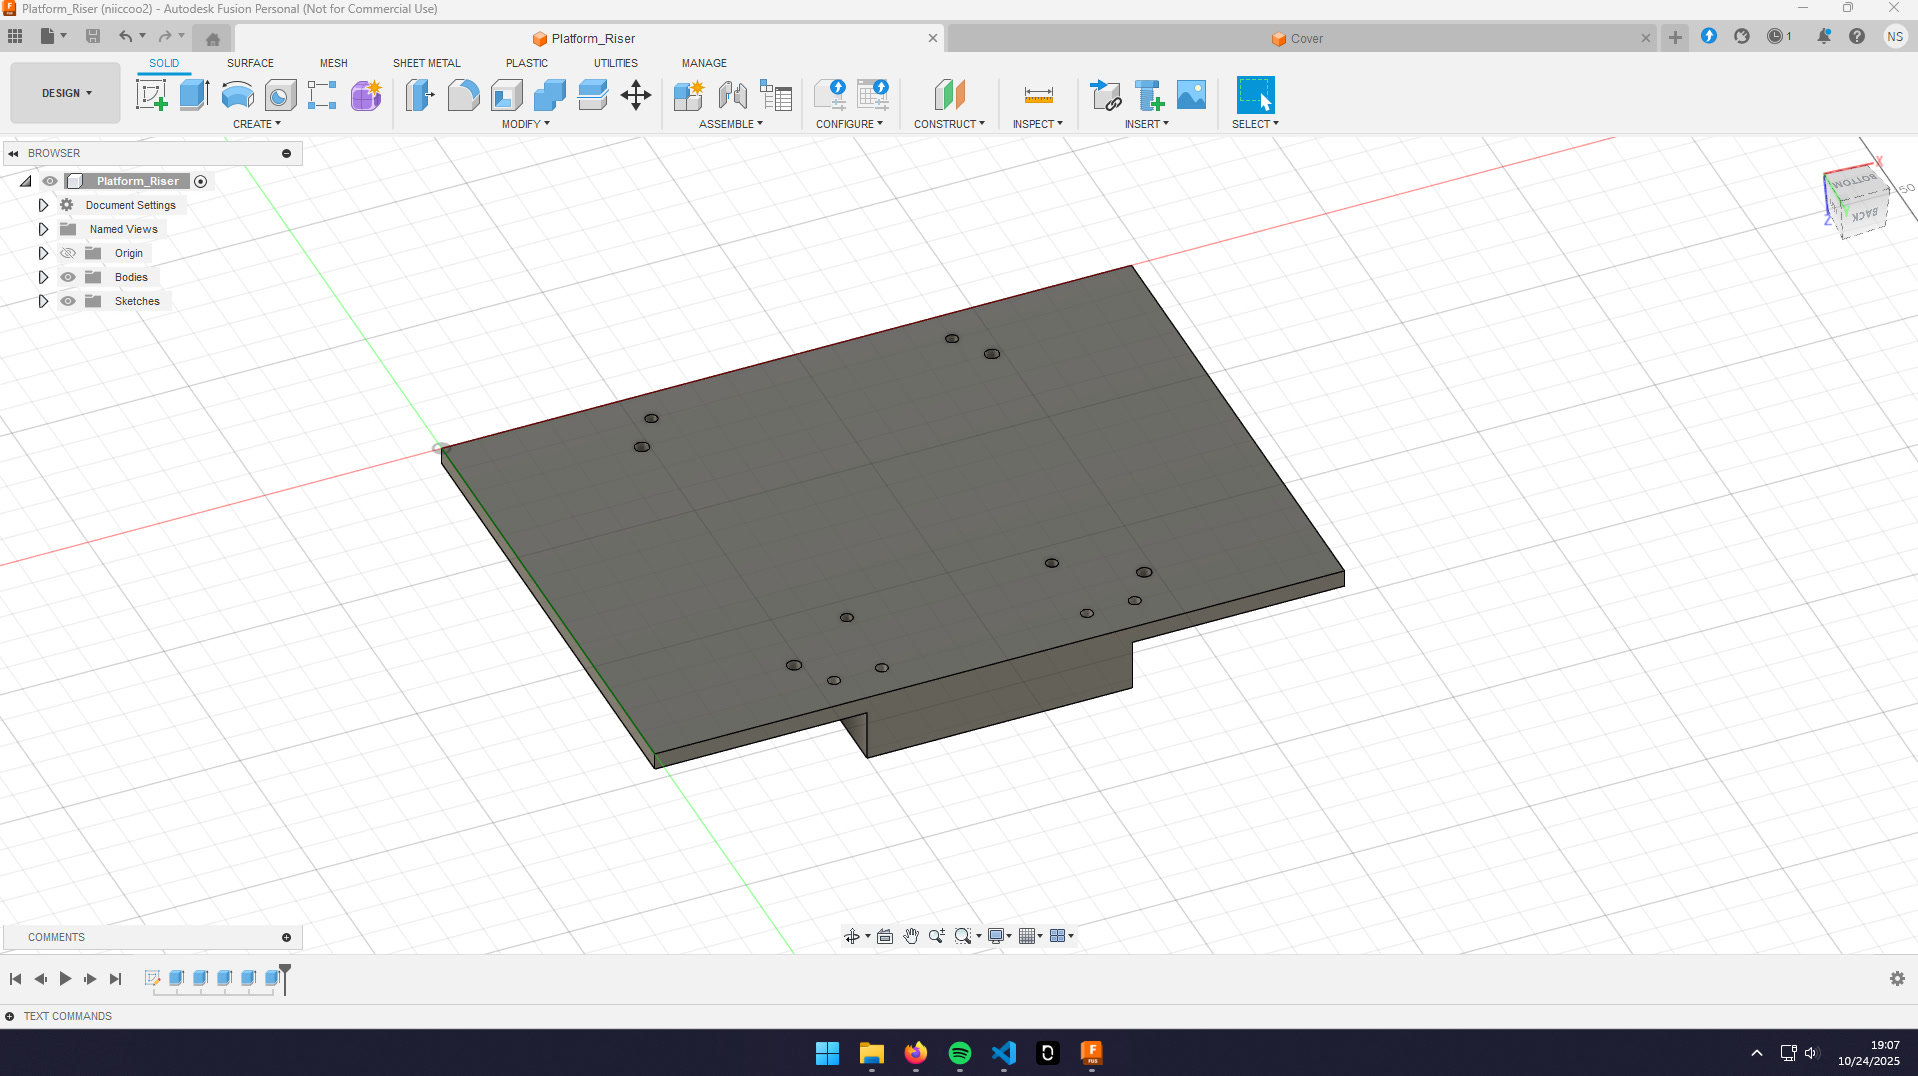 Platform_Riser (niiccoo2) - Autodesk Fusion Personal (Not for Commercial Use)
Platform_Riser
Cover
1
NS
DESIGN
SOLID
SURFACE
MESH
SHEET METAL
PLASTIC
UTILITIES
MANAGE
CREATE
MODIFY
ASSEMBLE
CONFIGURE
CONSTRUCT
INSPECT
INSERT
SELECT
BROWSER
Platform_Riser
Document Settings
Named Views
Origin
Bodies
Sketches
X
BOTTOM
BACK
Z
Y
50
COMMENTS
TEXT COMMANDS
F
FUS
19:07
10/24/2025